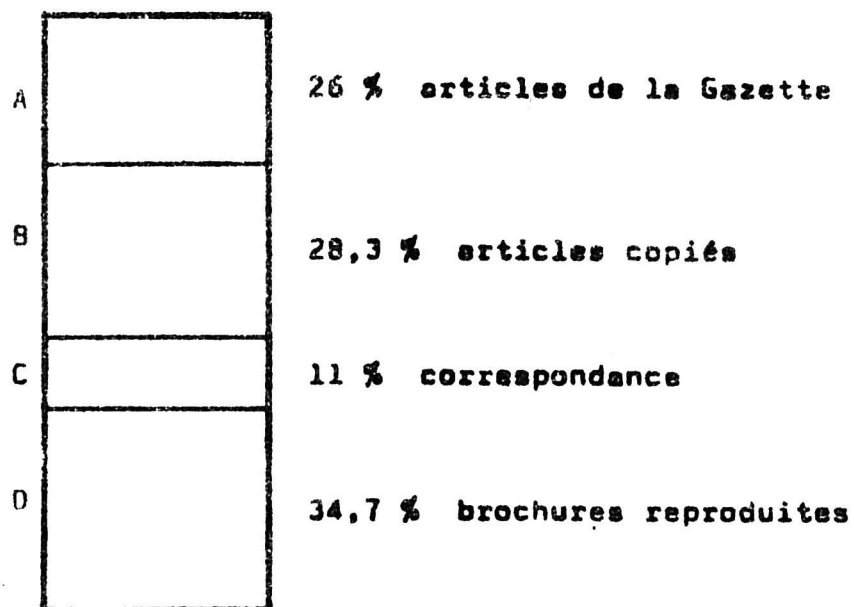 A 26 % articles de la Gazette
B 28,3 % articles copiés
C 11 % correspondance
D 34,7 % brochures reproduites